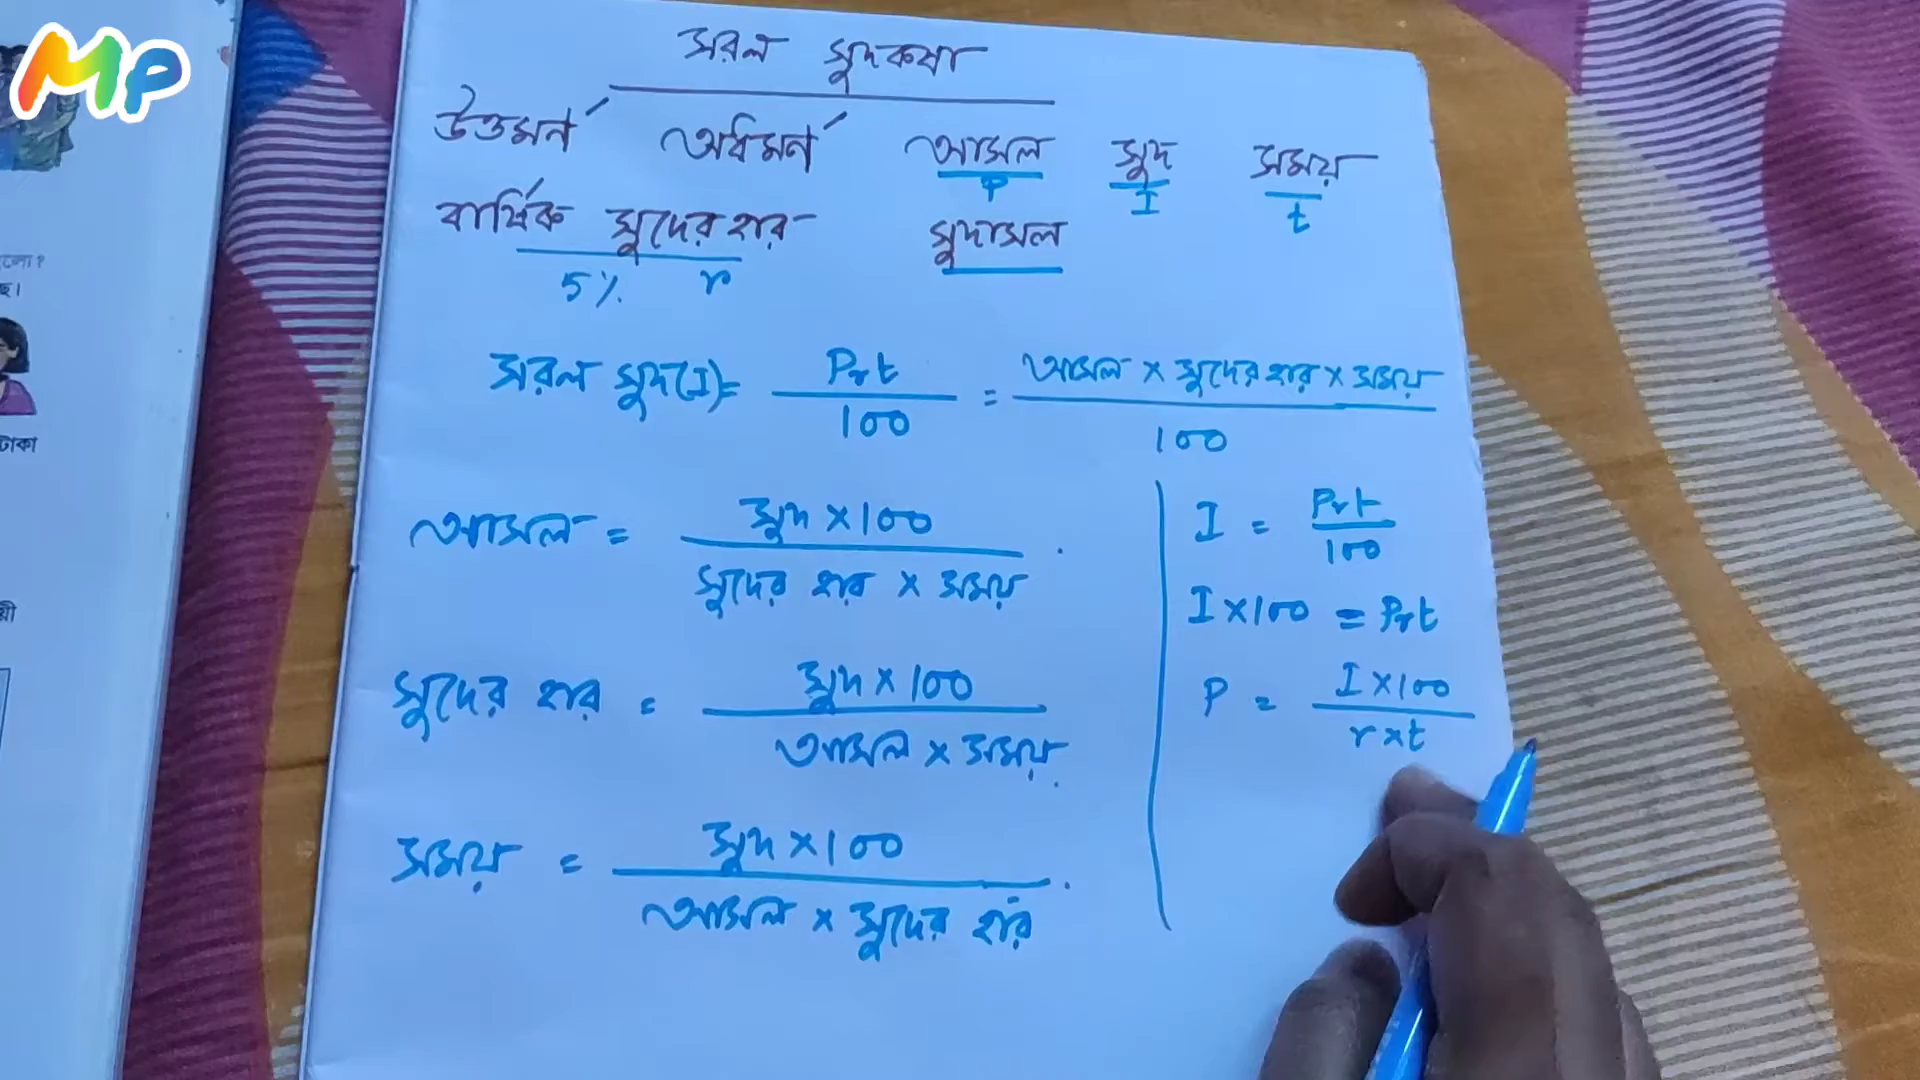 MP
সরল সুদকষা
উত্তমর্ন অধমর্ণ আসল সুদ সময়
P I t
বার্ষিক সুদের হার সুদাসল
5% r
সরল সুদ(I)= Prt/100 = আসল × সুদের হার × সময়/100
আসল = সুদ × 100/সুদের হার × সময়
সুদের হার = সুদ × 100/আসল × সময়
সময় = সুদ × 100/আসল × সুদের হার
I = Prt/100
I × 100 = Prt
P = I × 100/r × t
লো?
ছ।
টাকা